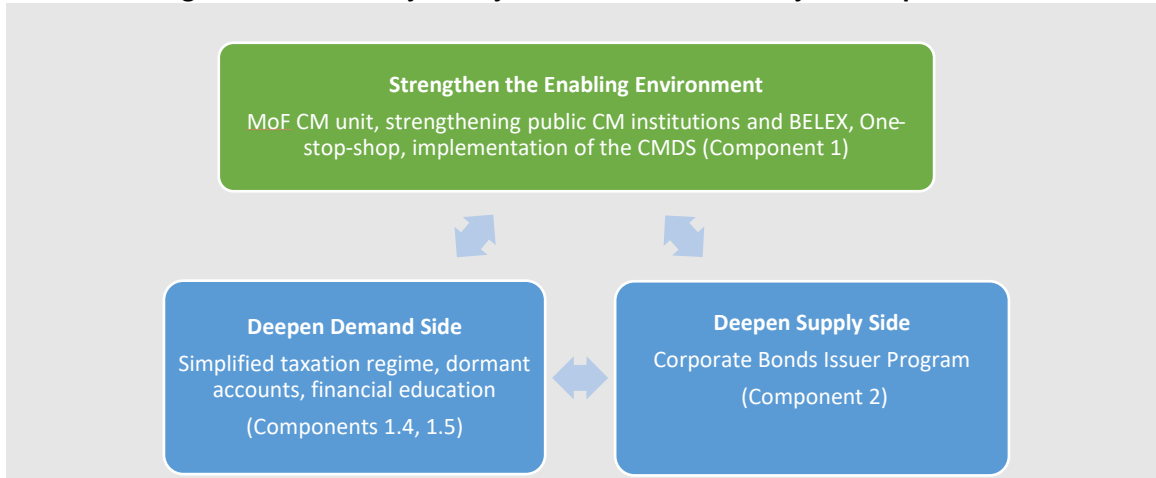 Strengthen the Enabling Environment
MoF CM unit, strengthening public CM institutions and BELEX, One-
stop-shop, implementation of the CMDS (Component 1)
Deepen Demand Side
Simplified taxation regime, dormant
accounts, financial education
(Components 1.4, 1.5)
Deepen Supply Side
Corporate Bonds Issuer Program
(Component 2)